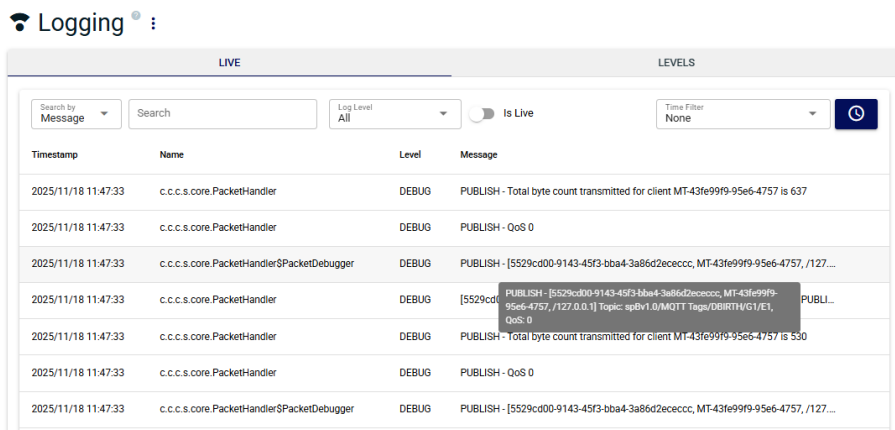 Logging ?
LIVE LEVELS
Search by Message Search Log Level All Is Live Time Filter None
Timestamp Name Level Message
2025/11/18 11:47:33 c.c.c.s.core.PacketHandler DEBUG PUBLISH - Total byte count transmitted for client MT-43fe99f9-95e6-4757 is 637
2025/11/18 11:47:33 c.c.c.s.core.PacketHandler DEBUG PUBLISH - QoS 0
2025/11/18 11:47:33 c.c.c.s.core.PacketHandler$PacketDebugger DEBUG PUBLISH - [5529cd00-9143-45f3-bba4-3a86d2ececcc, MT-43fe99f9-95e6-4757, /127....
PUBLISH - [5529cd00-9143-45f3-bba4-3a86d2ececcc, MT-43fe99f9-
95e6-4757, /127.0.0.1] Topic: spBv1.0/MQTT Tags/DBIRTH/G1/E1,
QoS: 0
2025/11/18 11:47:33 c.c.c.s.core.PacketHandler DEBUG [5529cd0 PUBLI...
2025/11/18 11:47:33 c.c.c.s.core.PacketHandler DEBUG PUBLISH - Total byte count transmitted for client MT-43fe99f9-95e6-4757 is 530
2025/11/18 11:47:33 c.c.c.s.core.PacketHandler DEBUG PUBLISH - QoS 0
2025/11/18 11:47:33 c.c.c.s.core.PacketHandler$PacketDebugger DEBUG PUBLISH - [5529cd00-9143-45f3-bba4-3a86d2ececcc, MT-43fe99f9-95e6-4757, /127....